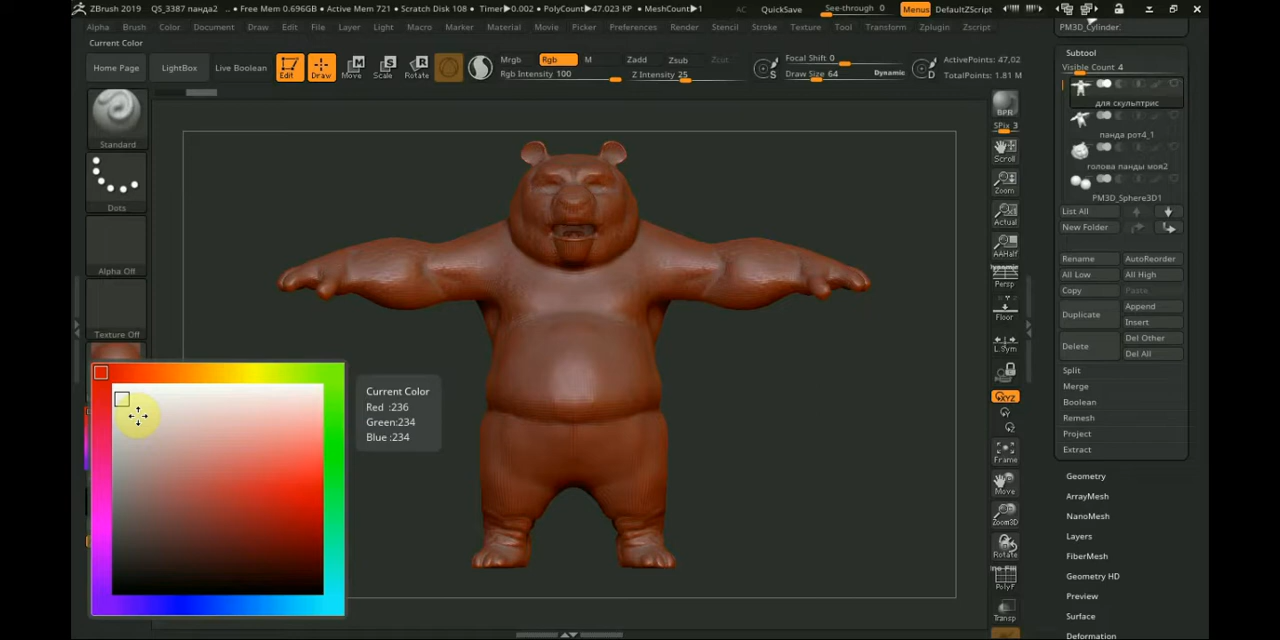 ZBrush 2019 QS_3387 панда2 .. • Free Mem 0.696GB • Active Mem 721 • Scratch Disk 108 • Timer▶0.002 • PolyCount▶47.023 KP • MeshCount▶1 AC QuickSave See-through 0 Menus DefaultZScript
Alpha Brush Color Document Draw Edit File Layer Light Macro Marker Material Movie Picker Preferences Render Stencil Stroke Texture Tool Transform Zplugin Zscript
Current Color
Home Page LightBox Live Boolean Edit Draw Move Scale Rotate
Mrgb Rgb M Zadd Zsub Zcut
Rgb Intensity 100 Z Intensity 25
Focal Shift 0
Draw Size 64 Dynamic
ActivePoints: 47,02
TotalPoints: 1.81 M
Standard
Dots
Alpha Off
Texture Off
Current Color
Red :236
Green:234
Blue :234
BPR
SPix 3
Scroll
Zoom
Actual
AAHalf
Dynamic
Persp
Floor
L.Sym
XYZ
Frame
Move
Zoom3D
Rotate
PolyF
Transp
PM3D_Cylinder:
Subtool
Visible Count 4
для скульптрис
панда рот4_1
голова панды моя2
PM3D_Sphere3D1
List All
New Folder
Rename AutoReorder
All Low All High
Copy Paste
Duplicate Append
Insert
Delete Del Other
Del All
Split
Merge
Boolean
Remesh
Project
Extract
Geometry
ArrayMesh
NanoMesh
Layers
FiberMesh
Geometry HD
Preview
Surface
Deformation